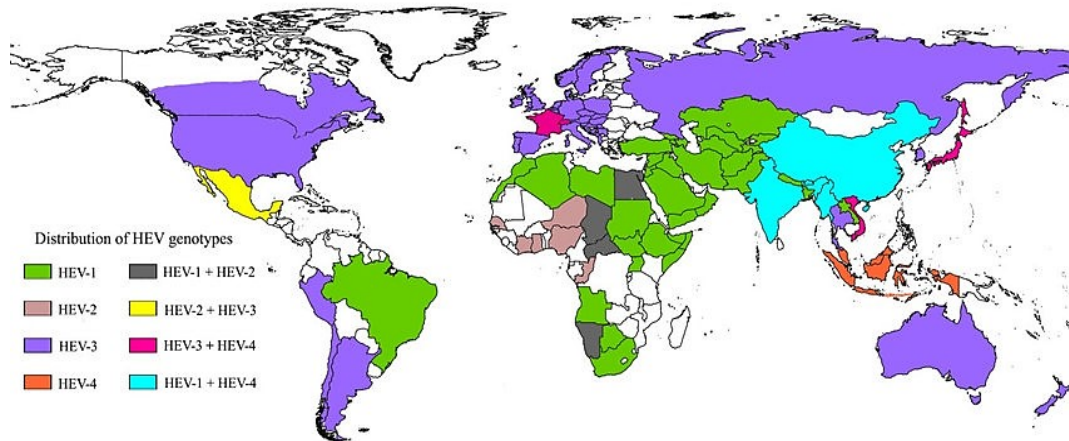 Distribution of HEV genotypes
HEV-1 HEV-1 + HEV-2
HEV-2 HEV-2 + HEV-3
HEV-3 HEV-3 + HEV-4
HEV-4 HEV-1 + HEV-4